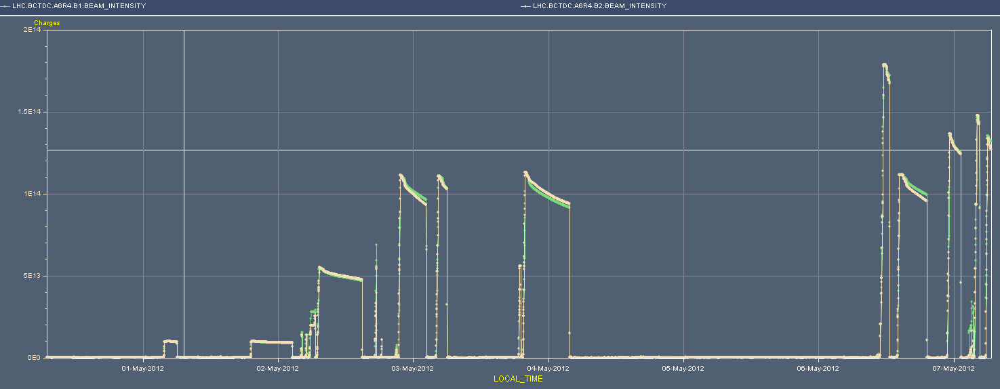 LHC.BCTDC.A6R4.B1:BEAM_INTENSITY LHC.BCTDC.A6R4.B2:BEAM_INTENSITY
Charges
2E14
1.5E14
1E14
5E13
0E0
01-May-2012 02-May-2012 03-May-2012 04-May-2012 05-May-2012 06-May-2012 07-May-2012
LOCAL_TIME